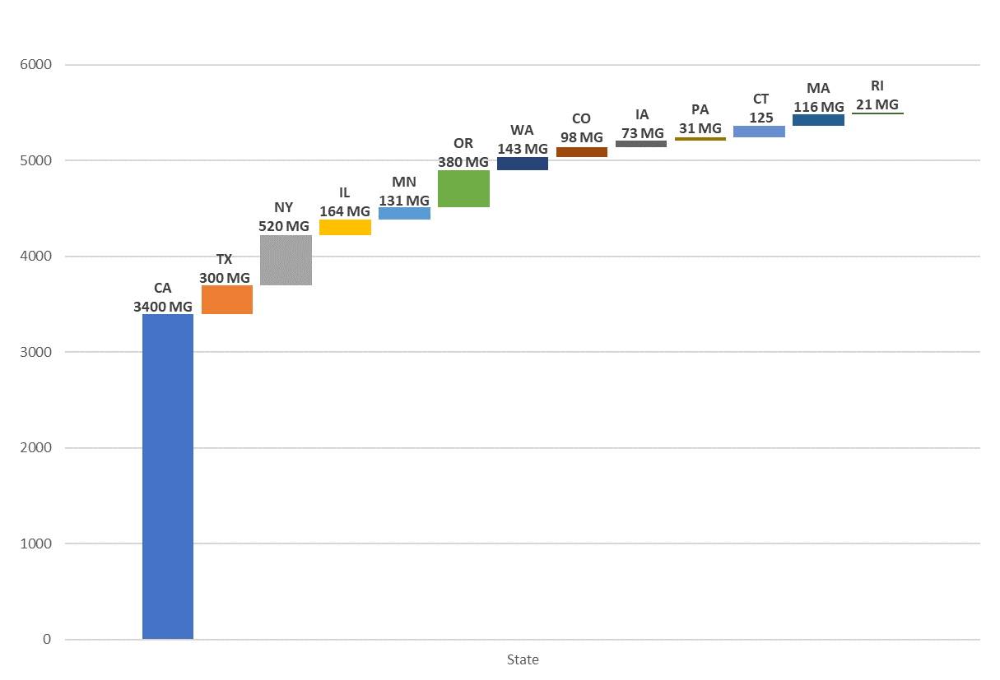 6000
5000
4000
3000
2000
1000
0
CA
3400 MG
TX
300 MG
NY
520 MG
IL
164 MG
MN
131 MG
OR
380 MG
WA
143 MG
CO
98 MG
IA
73 MG
PA
31 MG
CT
125
MA
116 MG
RI
21 MG
State